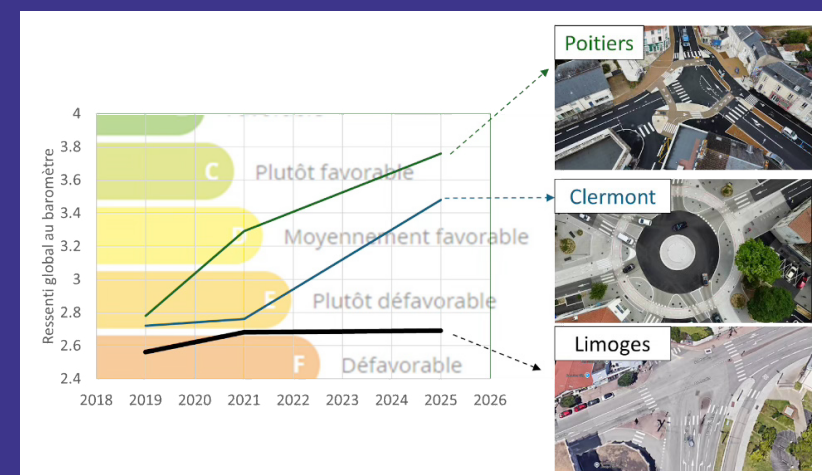 Poitiers
Clermont
Limoges
Ressenti global au baromètre
4
3.8
3.6
3.4
3.2
3
2.8
2.6
2.4
2018 2019 2020 2021 2022 2023 2024 2025 2026
C Plutôt favorable
Moyennement favorable
E Plutôt défavorable
F Défavorable